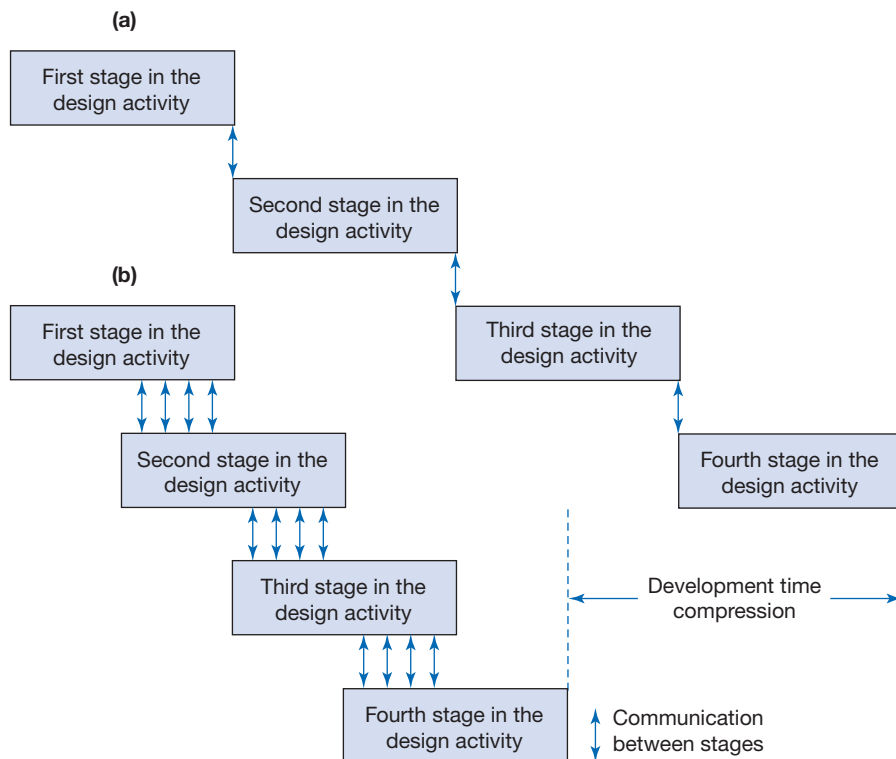 (a)
First stage in the
design activity
Second stage in the
design activity
Third stage in the
design activity
Fourth stage in the
design activity
(b)
First stage in the
design activity
Second stage in the
design activity
Third stage in the
design activity
Fourth stage in the
design activity
Development time
compression
Communication
between stages